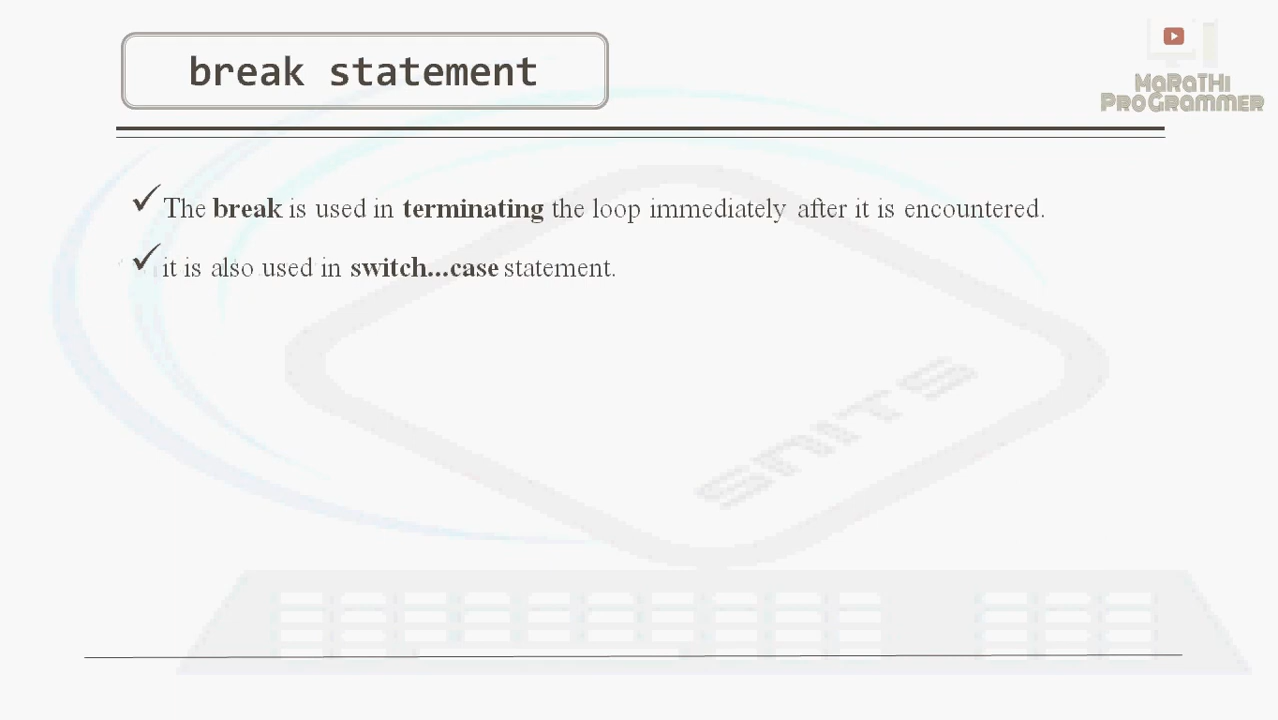 break statement
MaRaTHi
ProGrammer
The break is used in terminating the loop immediately after it is encountered.
it is also used in switch...case statement.
SNITS